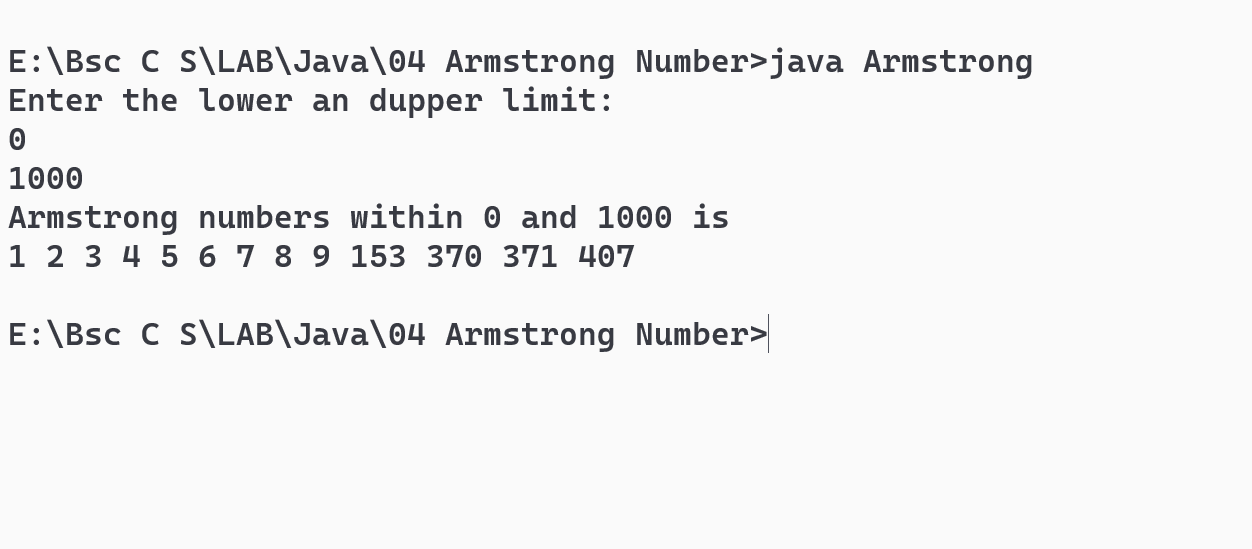 E:\Bsc C S\LAB\Java\04 Armstrong Number>java Armstrong
Enter the lower an dupper limit:
0
1000
Armstrong numbers within 0 and 1000 is
1 2 3 4 5 6 7 8 9 153 370 371 407
E:\Bsc C S\LAB\Java\04 Armstrong Number>